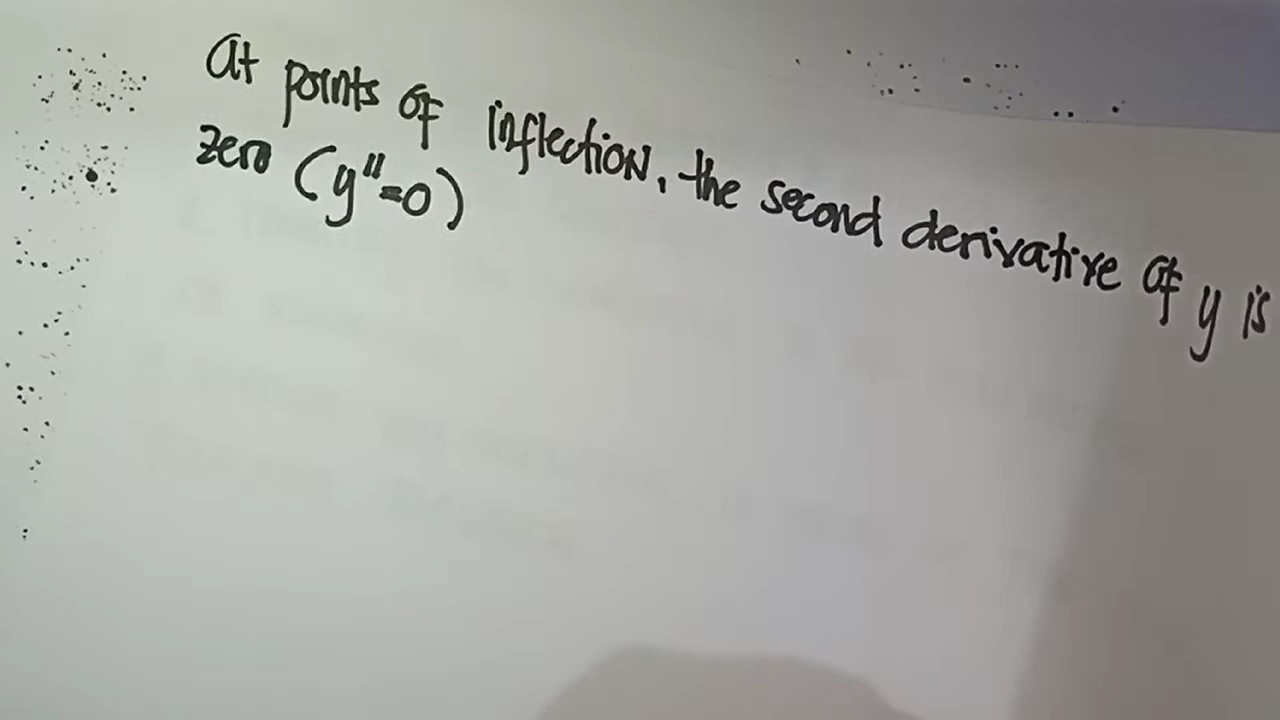 at points of inflection, the second derivative of y is
zero (y''=0)